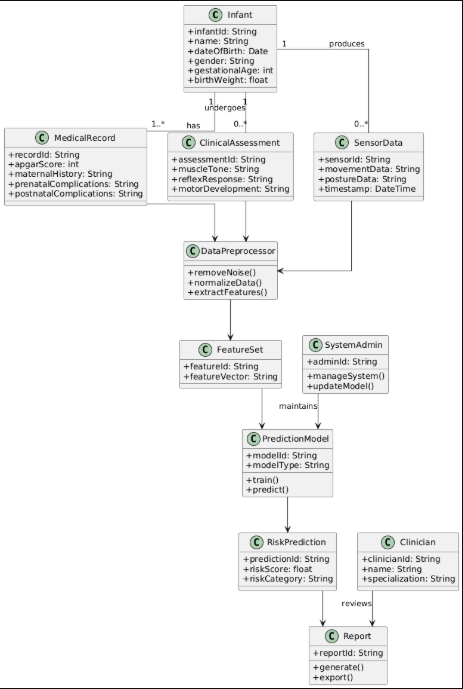 C Infant
+infantId: String
+name: String
+dateOfBirth: Date
+gender: String
+gestationalAge: int
+birthWeight: float
1 produces
1 1
undergoes
1..* has 0..* 0..*
C MedicalRecord
+recordId: String
+apgarScore: int
+maternalHistory: String
+prenatalComplications: String
+postnatalComplications: String
C ClinicalAssessment
+assessmentId: String
+muscleTone: String
+reflexResponse: String
+motorDevelopment: String
C SensorData
+sensorId: String
+movementData: String
+postureData: String
+timestamp: DateTime
C DataPreprocessor
+removeNoise()
+normalizeData()
+extractFeatures()
C FeatureSet
+featureId: String
+featureVector: String
C SystemAdmin
+adminId: String
+manageSystem()
+updateModel()
maintains
C PredictionModel
+modelId: String
+modelType: String
+train()
+predict()
C RiskPrediction
+predictionId: String
+riskScore: float
+riskCategory: String
C Clinician
+clinicianId: String
+name: String
+specialization: String
reviews
C Report
+reportId: String
+generate()
+export()